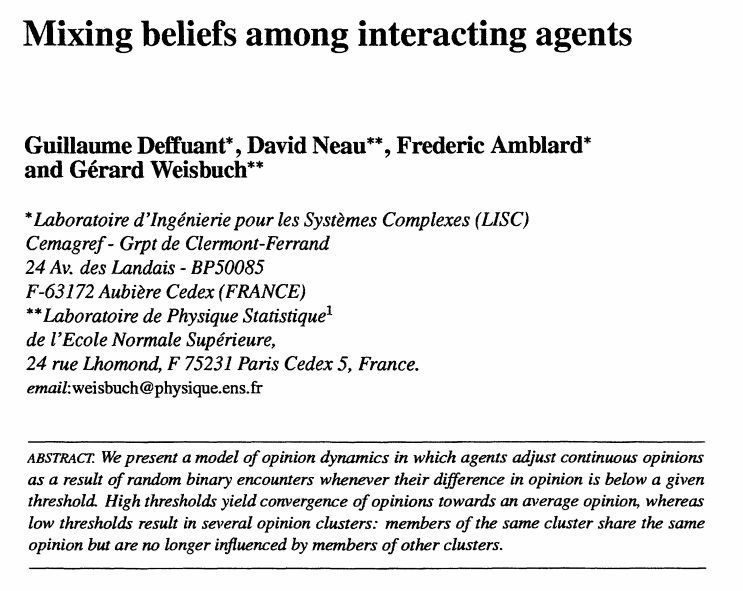 Mixing beliefs among interacting agents
Guillaume Deffuant*, David Neau**, Frederic Amblard*
and Gérard Weisbuch**
*Laboratoire d'Ingénierie pour les Systèmes Complexes (LISC)
Cemagref - Grpt de Clermont-Ferrand
24 Av. des Landais - BP50085
F-63172 Aubière Cedex (FRANCE)
**Laboratoire de Physique Statistique¹
de l'Ecole Normale Supérieure,
24 rue Lhomond, F 75231 Paris Cedex 5, France.
email:weisbuch@physique.ens.fr
ABSTRACT. We present a model of opinion dynamics in which agents adjust continuous opinions
as a result of random binary encounters whenever their difference in opinion is below a given
threshold. High thresholds yield convergence of opinions towards an average opinion, whereas
low thresholds result in several opinion clusters: members of the same cluster share the same
opinion but are no longer influenced by members of other clusters.